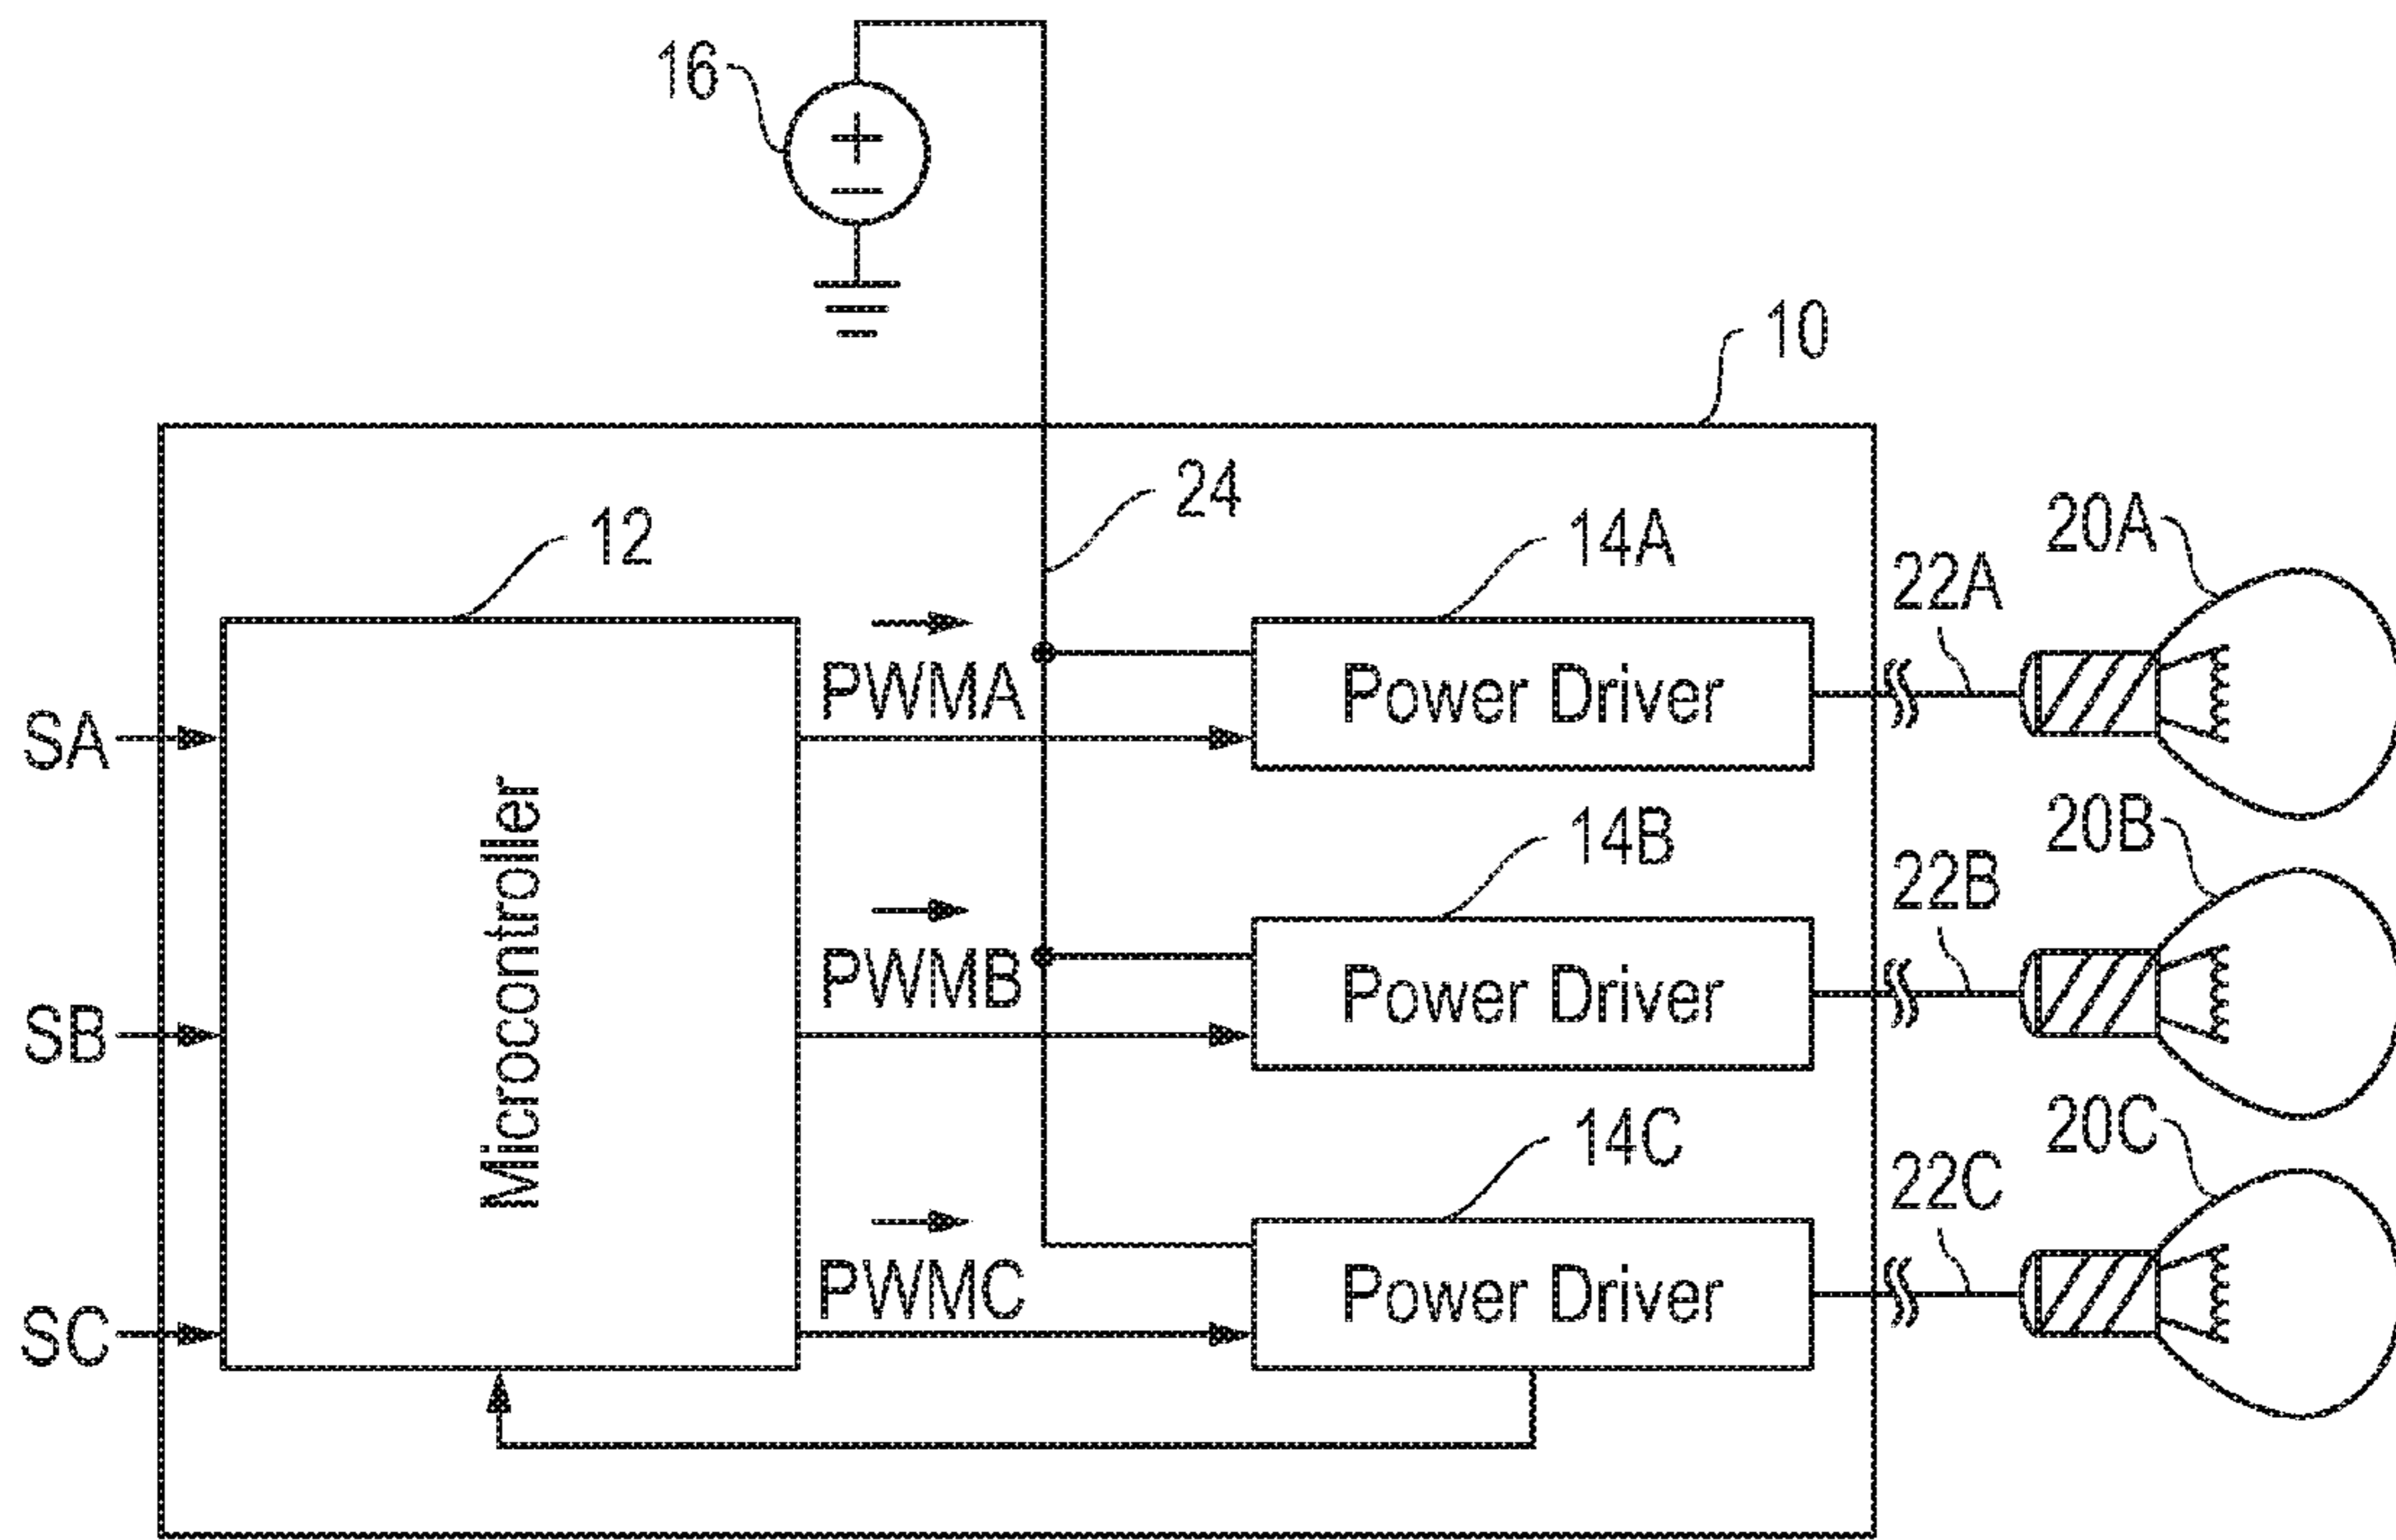 16
10
24
12
14A
20A
22A
PWMA
Power Driver
SA
Microcontroller
14B
20B
22B
PWMB
Power Driver
SB
14C
20C
22C
PWMC
Power Driver
SC